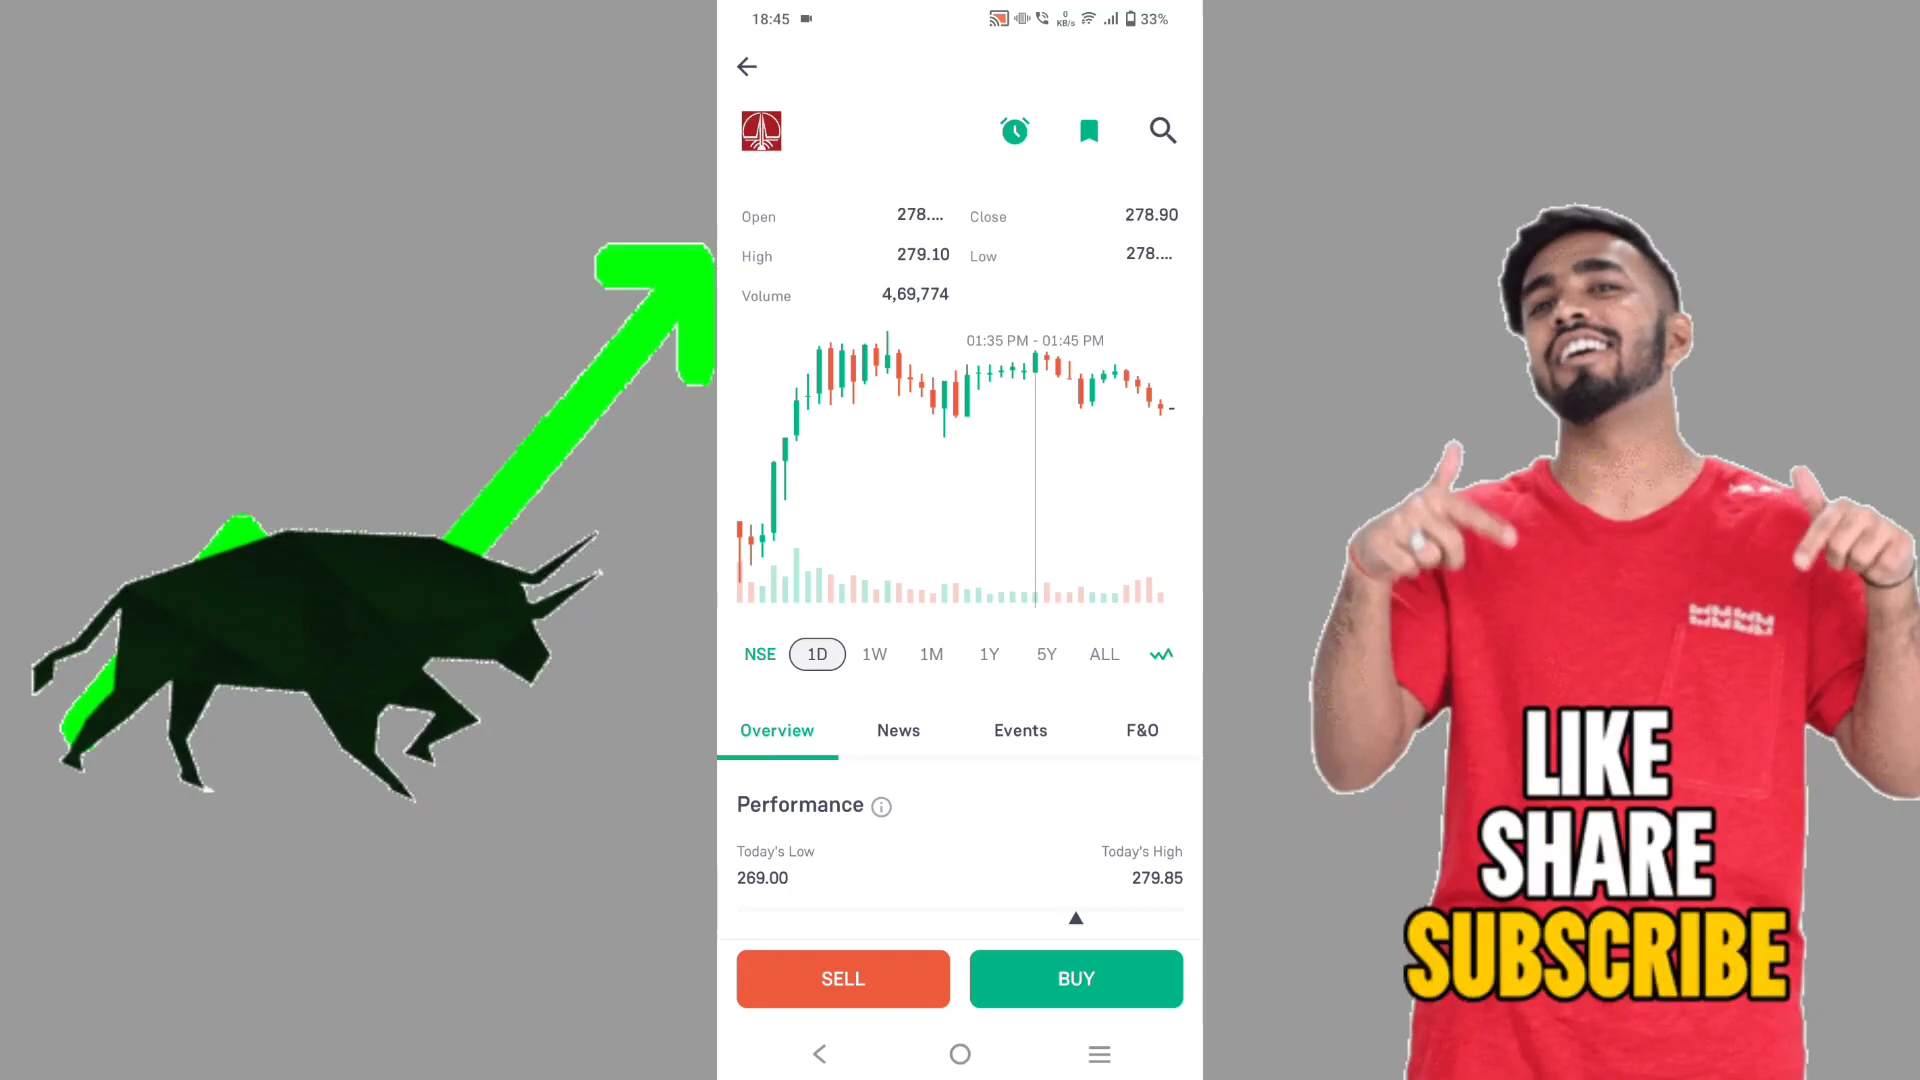 18:45
0
KB/s
33%
Open 278.... Close 278.90
High 279.10 Low 278....
Volume 4,69,774
01:35 PM - 01:45 PM
NSE 1D 1W 1M 1Y 5Y ALL
Overview News Events F&O
Performance
Today's Low Today's High
269.00 279.85
SELL BUY
LIKE
SHARE
SUBSCRIBE